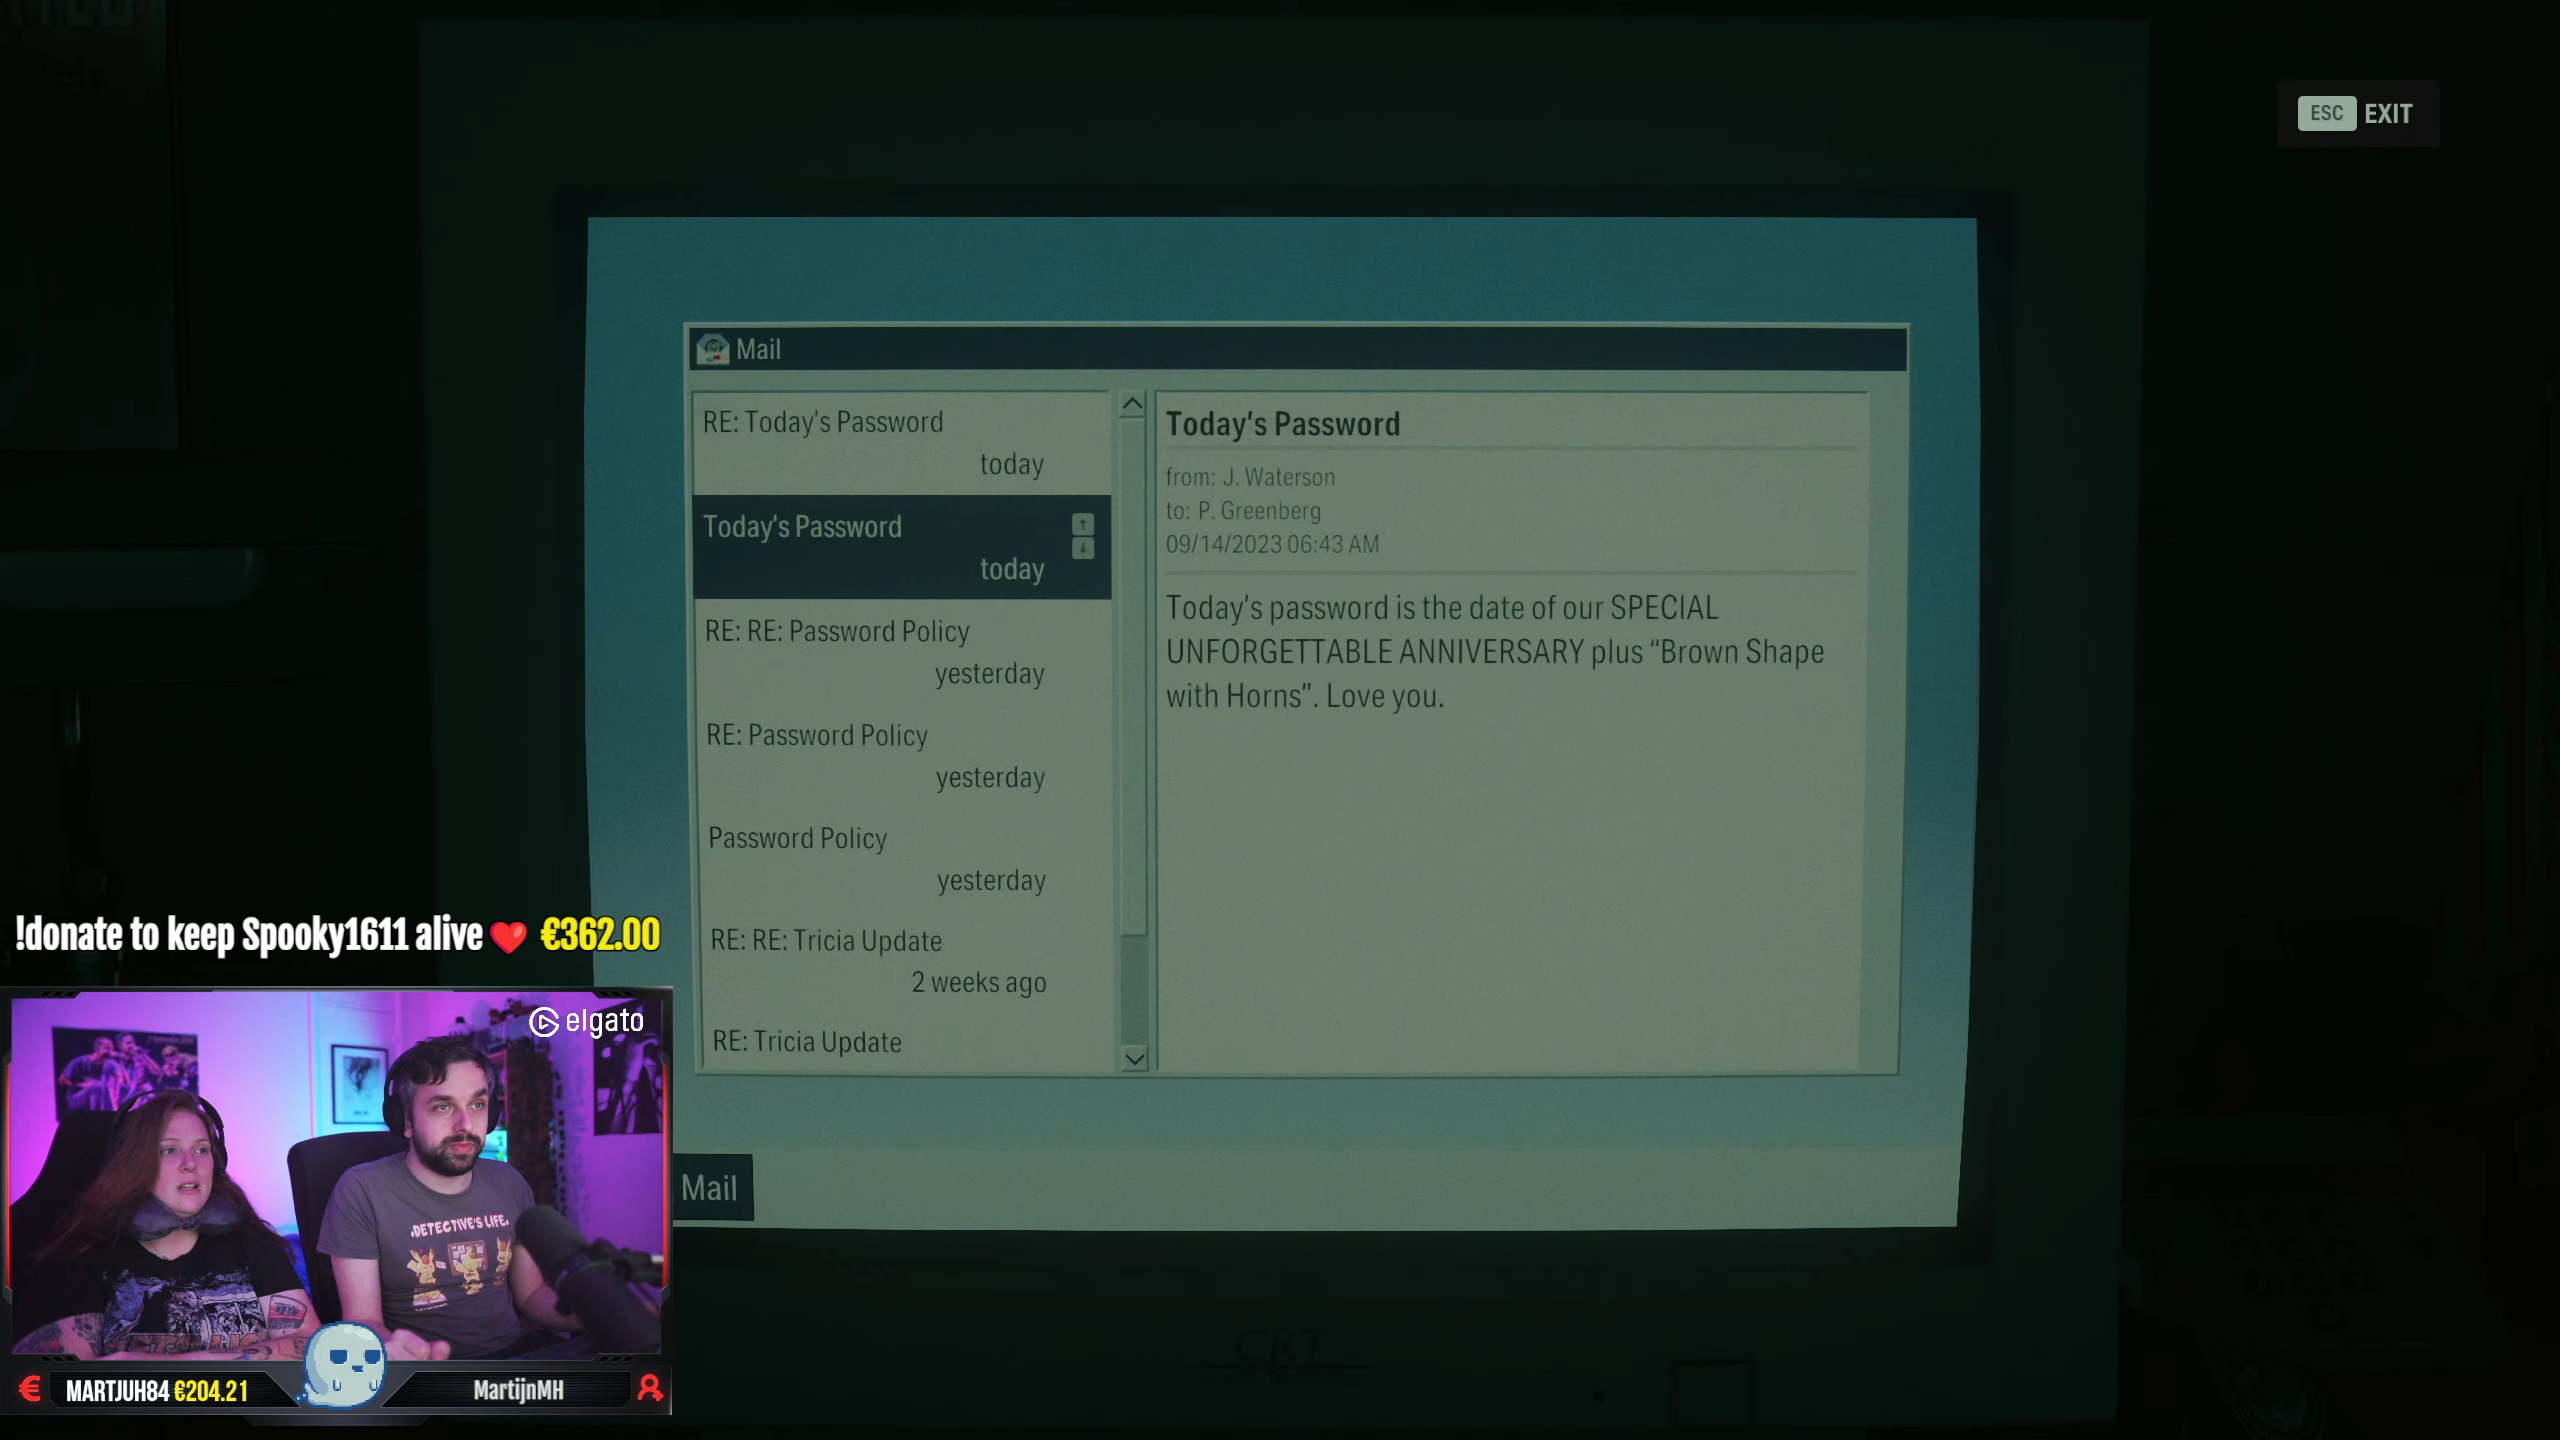 ESC EXIT
Mail
RE: Today's Password
today
Today's Password
today
RE: RE: Password Policy
yesterday
RE: Password Policy
yesterday
Password Policy
yesterday
RE: RE: Tricia Update
2 weeks ago
RE: Tricia Update
Today's Password
from: J. Waterson
to: P. Greenberg
09/14/2023 06:43 AM
Today's password is the date of our SPECIAL
UNFORGETTABLE ANNIVERSARY plus “Brown Shape
with Horns”. Love you.
Mail
CRT
!donate to keep Spooky1611 alive❤️ €362.00
elgato
DETECTIVE'S LIFE
€ MARTJUH84 €204.21
MartijnMH